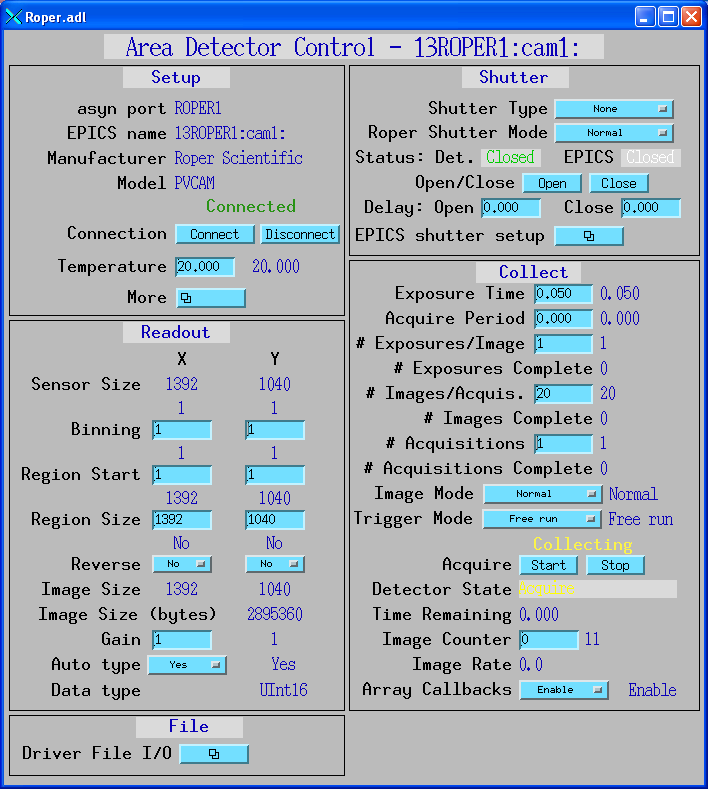 Roper.adl
Area Detector Control - 13ROPER1:cam1:
Setup
asyn port ROPER1
EPICS name 13ROPER1:cam1:
Manufacturer Roper Scientific
Model PVCAM
Connected
Connection Connect Disconnect
Temperature 20.000 20.000
More
Readout
X Y
Sensor Size 1392 1040
1 1
Binning 1 1
1 1
Region Start 1 1
1392 1040
Region Size 1392 1040
No No
Reverse No No
Image Size 1392 1040
Image Size (bytes) 2895360
Gain 1 1
Auto type Yes Yes
Data type UInt16
File
Driver File I/O
Shutter
Shutter Type None
Roper Shutter Mode Normal
Status: Det. Closed EPICS Closed
Open/Close Open Close
Delay: Open 0.000 Close 0.000
EPICS shutter setup
Collect
Exposure Time 0.050 0.050
Acquire Period 0.000 0.000
# Exposures/Image 1 1
# Exposures Complete 0
# Images/Acquis. 20 20
# Images Complete 0
# Acquisitions 1 1
# Acquisitions Complete 0
Image Mode Normal Normal
Trigger Mode Free run Free run
Collecting
Acquire Start Stop
Detector State
Time Remaining 0.000
Image Counter 0 11
Image Rate 0.0
Array Callbacks Enable Enable